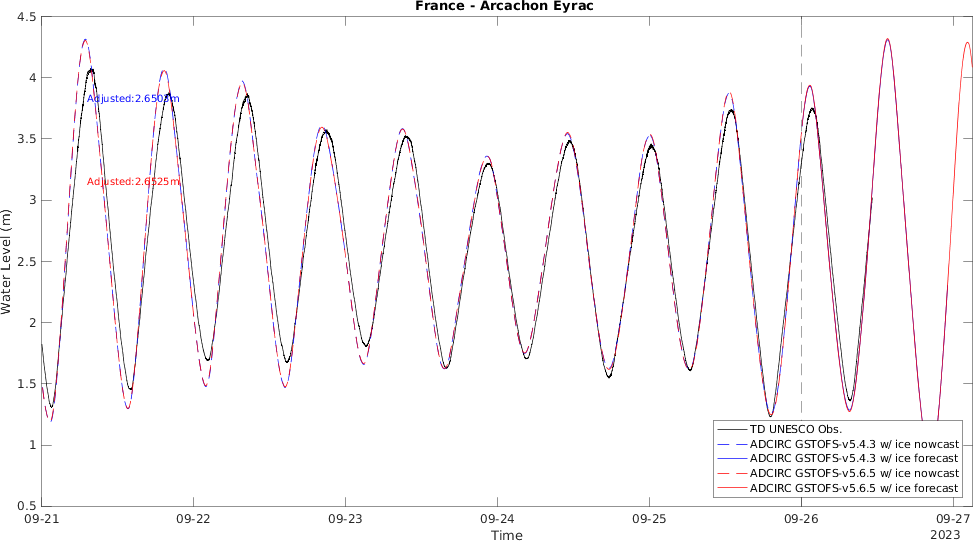 France - Arcachon Eyrac
4.5
4
3.5
3
2.5
2
1.5
1
0.5
Water Level (m)
Adjusted:2.6503m
Adjusted:2.6525m
TD UNESCO Obs.
ADCIRC GSTOFS-v5.4.3 w/ ice nowcast
ADCIRC GSTOFS-v5.4.3 w/ ice forecast
ADCIRC GSTOFS-v5.6.5 w/ ice nowcast
ADCIRC GSTOFS-v5.6.5 w/ ice forecast
09-21 09-22 09-23 09-24 09-25 09-26 09-27
Time
2023